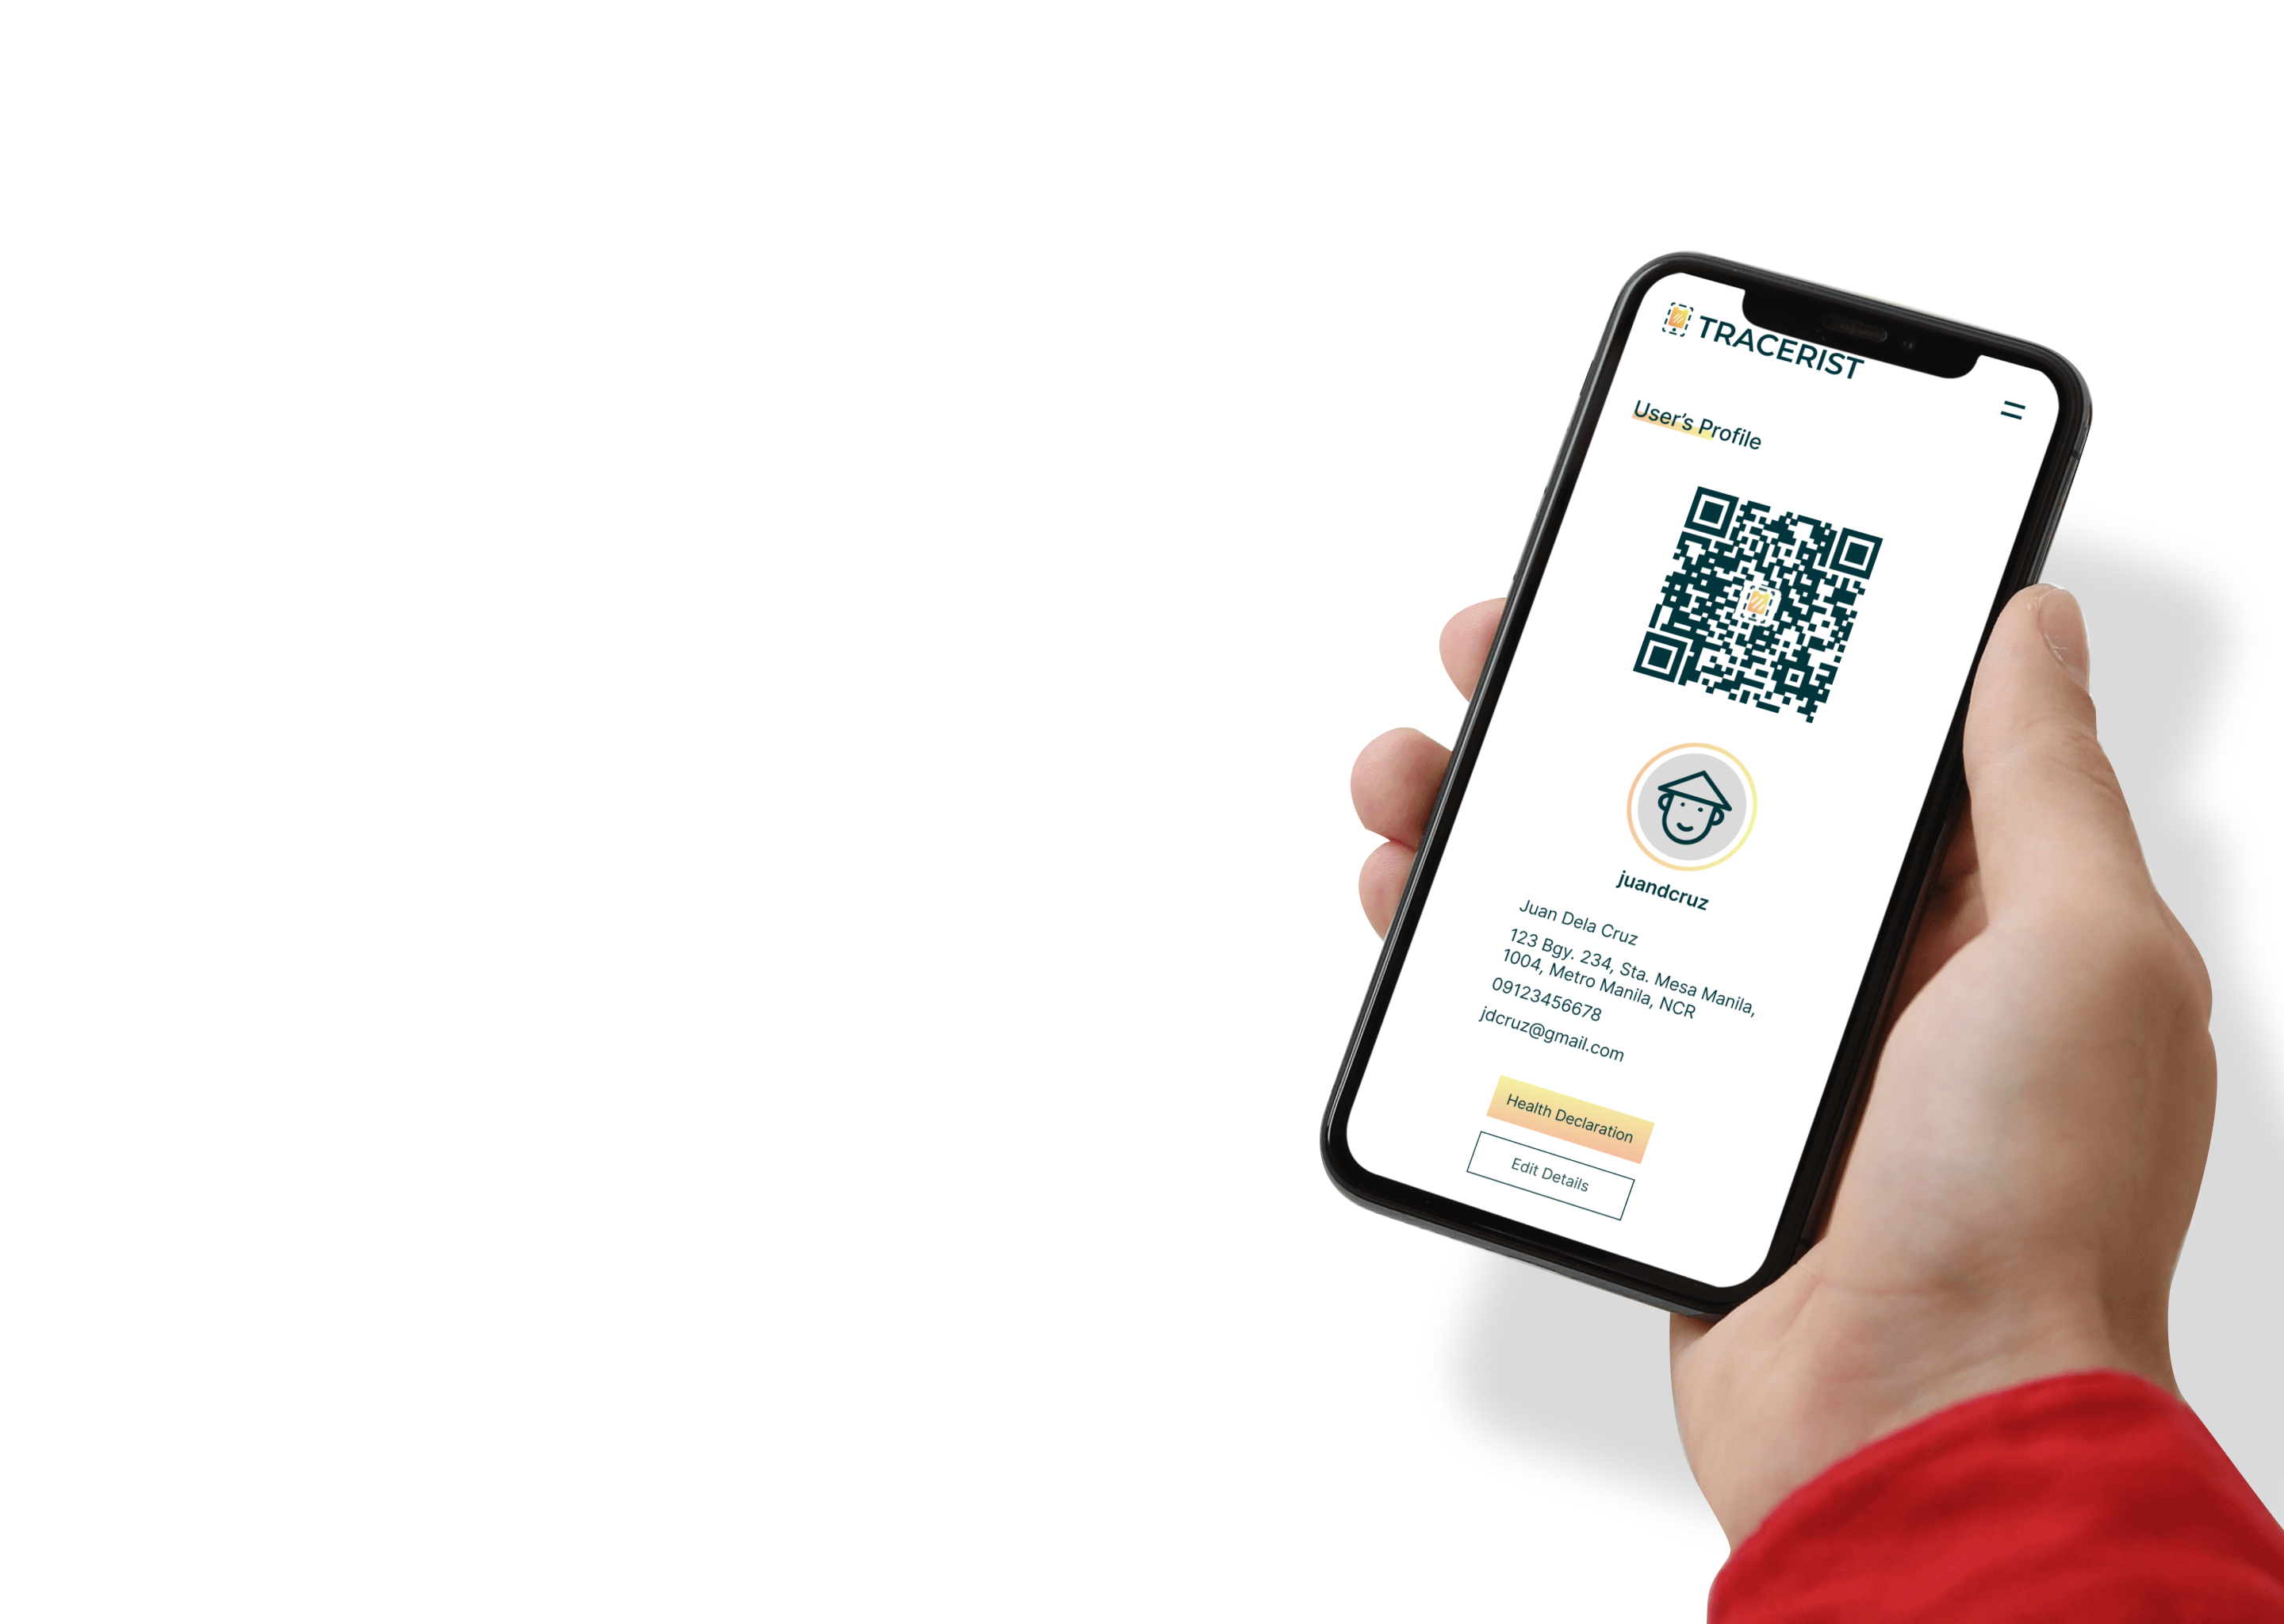 TRACERIST
User's Profile
juandcruz
Juan Dela Cruz
123 Bgy. 234, Sta. Mesa Manila,
1004, Metro Manila, NCR
09123456678
jdcruz@gmail.com
Health Declaration
Edit Details